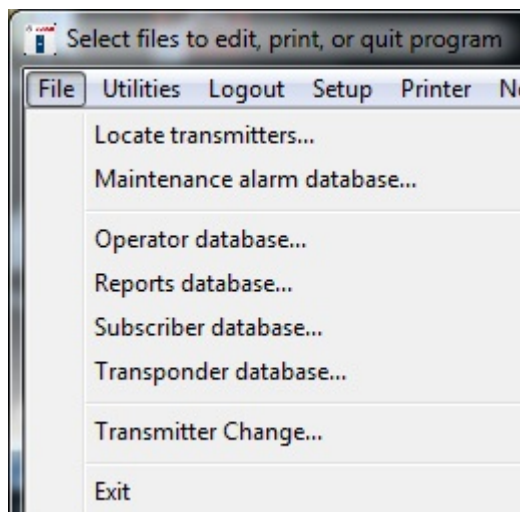 Select files to edit, print, or quit program
File Utilities Logout Setup Printer
Locate transmitters...
Maintenance alarm database...
Operator database...
Reports database...
Subscriber database...
Transponder database...
Transmitter Change...
Exit